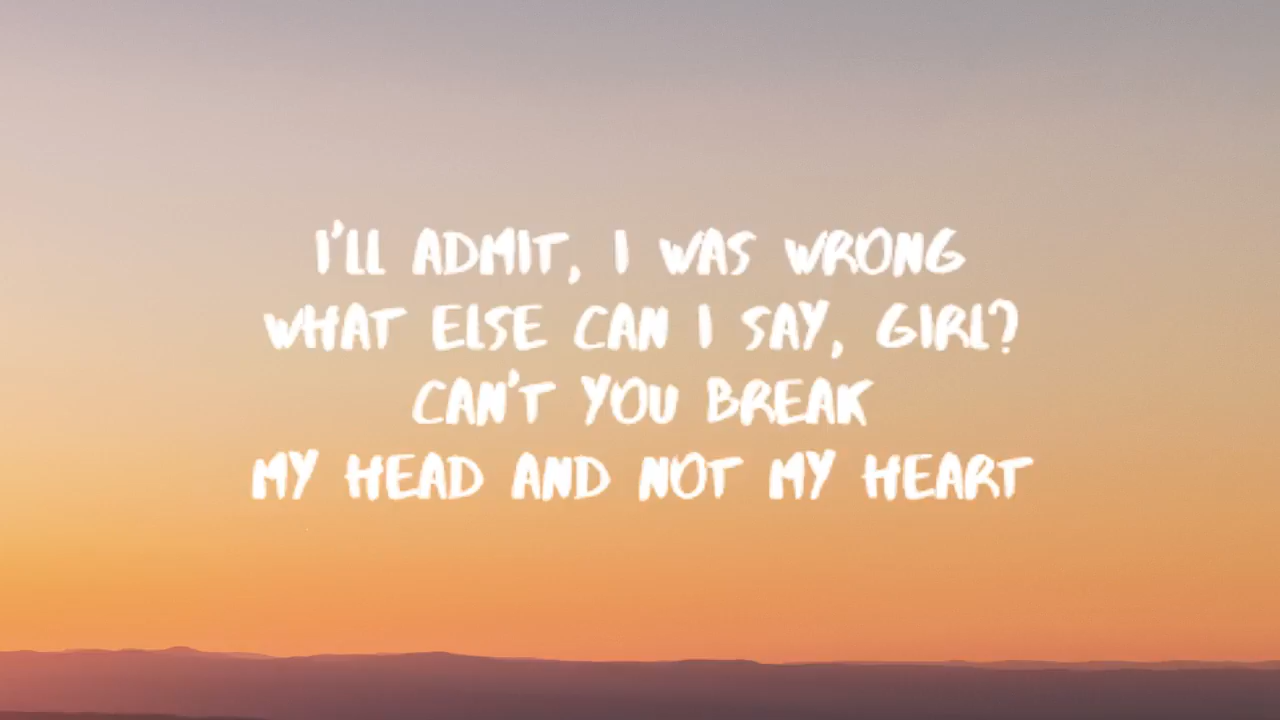 I'LL ADMIT, I WAS WRONG
WHAT ELSE CAN I SAY, GIRL?
CAN'T YOU BREAK
MY HEAD AND NOT MY HEART